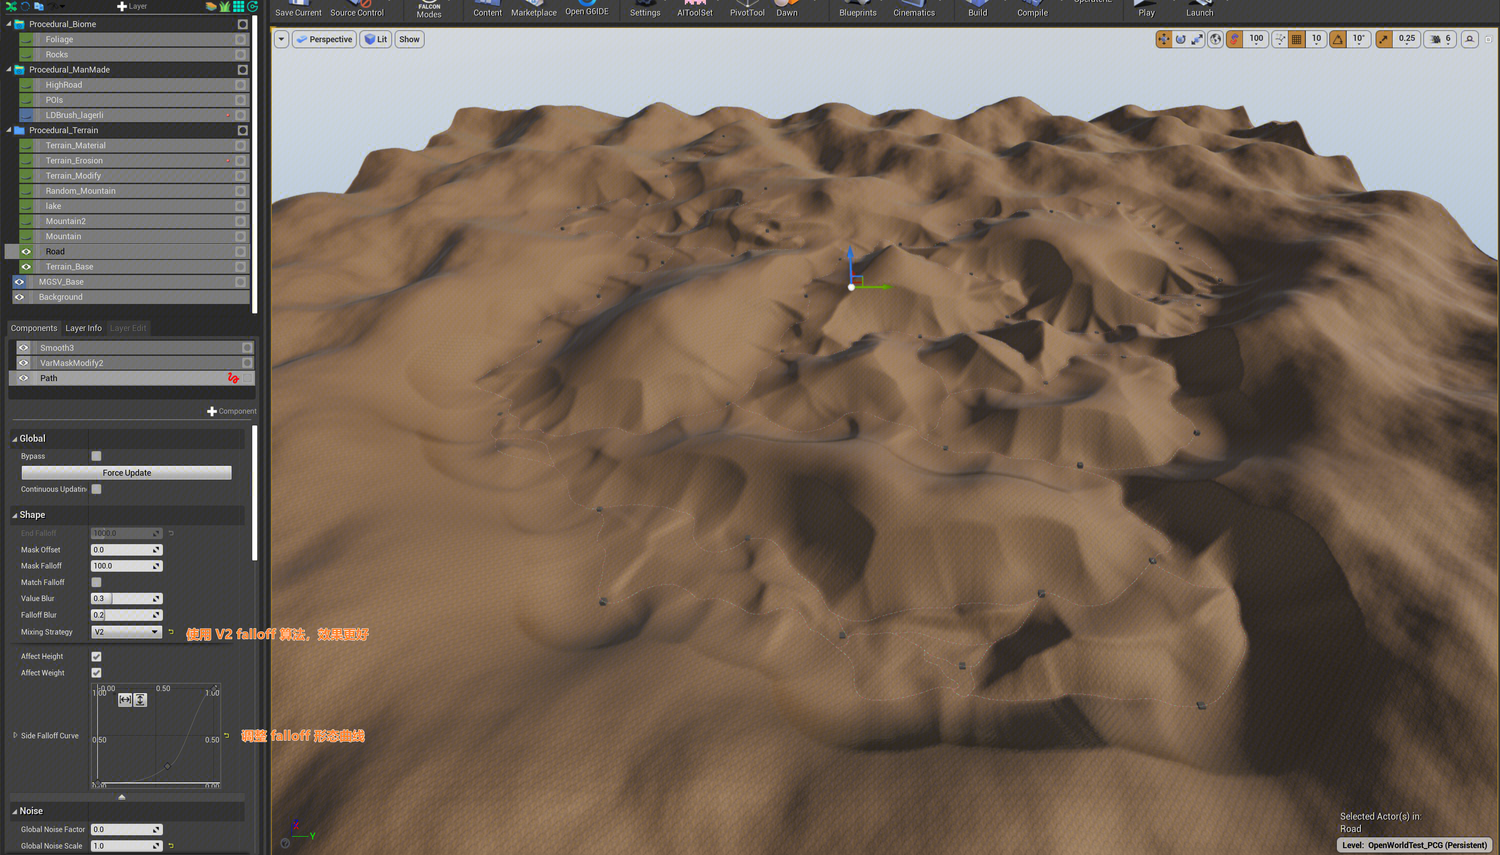 Layer
Save Current
Source Control
FALCON
Modes
Content
Marketplace
Open G6IDE
Settings
AIToolSet
PivotTool
Dawn
Blueprints
Cinematics
Build
Compile
Play
Launch
Procedural_Biome
Foliage
Rocks
Procedural_ManMade
HighRoad
POIs
LDBrush_lagerli
Procedural_Terrain
Terrain_Material
Terrain_Erosion
Terrain_Modify
Random_Mountain
lake
Mountain2
Mountain
Road
Terrain_Base
MGSV_Base
Background
Perspective
Lit
Show
100
10
10°
0.25
6
Components
Layer Info
Layer Edit
Smooth3
VarMaskModify2
Path
Component
Global
Bypass
Force Update
Continuous Updatin
Shape
End Falloff
1000.0
Mask Offset
0.0
Mask Falloff
100.0
Match Falloff
Value Blur
0.3
Falloff Blur
0.2
Mixing Strategy
V2
使用 V2 falloff 算法，效果更好
Affect Height
Affect Weight
0.00
0.50
1.00
1.00
0.50
0.50
0.00
Side Falloff Curve
调整 falloff 形态曲线
Noise
Global Noise Factor
0.0
Global Noise Scale
1.0
Z
Y
Selected Actor(s) in:
Road
Level: OpenWorldTest_PCG (Persistent)